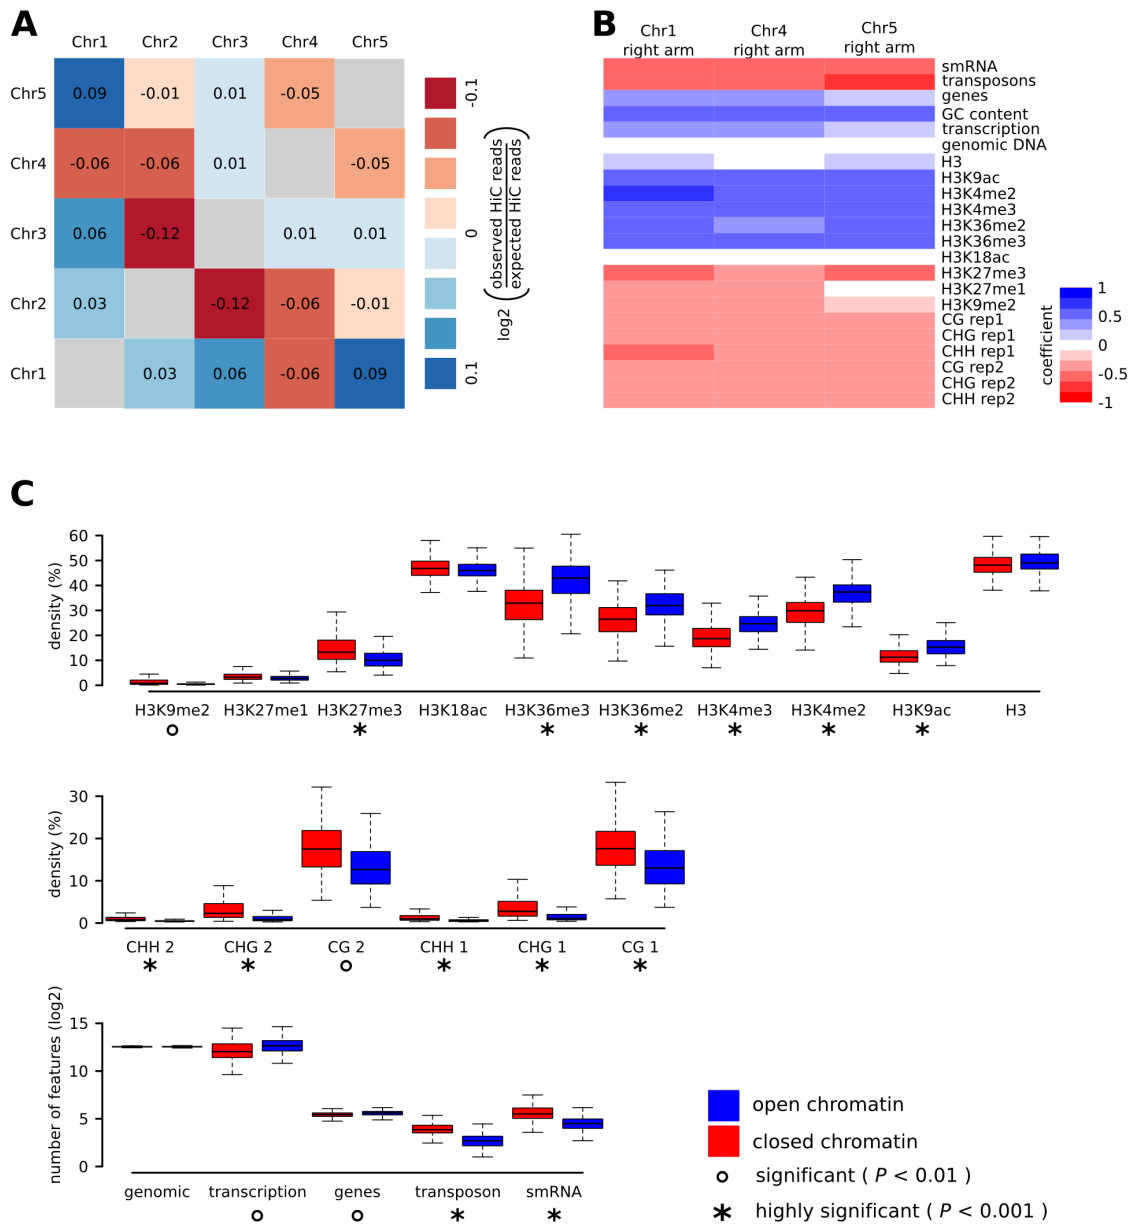 A
Chr1 Chr2 Chr3 Chr4 Chr5
Chr5 0.09 -0.01 0.01 -0.05
Chr4 -0.06 -0.06 0.01 -0.05
Chr3 0.06 -0.12 0.01 0.01
Chr2 0.03 -0.12 -0.06 -0.01
Chr1 0.03 0.06 -0.06 0.09
-0.1
0
0.1
log2 ( observed HiC reads
expected HiC reads )
B
Chr1 Chr4 Chr5
right arm right arm right arm
smRNA
transposons
genes
GC content
transcription
genomic DNA
H3
H3K9ac
H3K4me2
H3K4me3
H3K36me2
H3K36me3
H3K18ac
H3K27me3
H3K27me1
H3K9me2
CG rep1
CHG rep1
CHH rep1
CG rep2
CHG rep2
CHH rep2
coefficient
1
0.5
0
-0.5
-1
C
density (%)
60
50
40
30
20
10
0
H3K9me2 H3K27me1 H3K27me3 H3K18ac H3K36me3 H3K36me2 H3K4me3 H3K4me2 H3K9ac H3
density (%)
30
20
10
0
CHH 2 CHG 2 CG 2 CHH 1 CHG 1 CG 1
number of features (log2)
15
10
5
0
genomic transcription genes transposon smRNA
open chromatin
closed chromatin
significant ( P < 0.01 )
highly significant ( P < 0.001 )